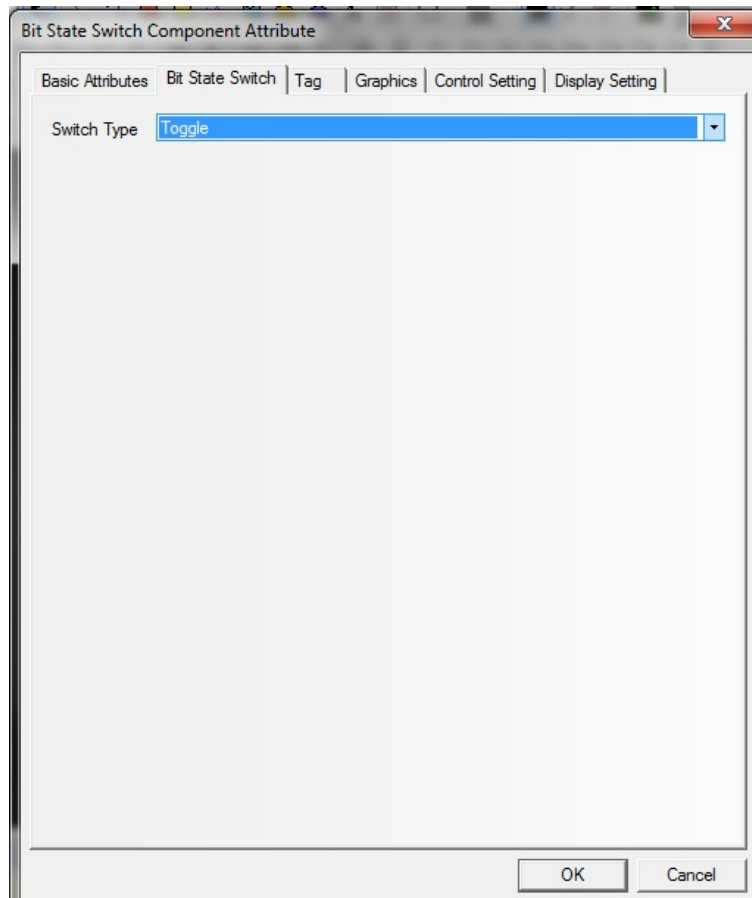 Bit State Switch Component Attribute
Basic Attributes Bit State Switch Tag Graphics Control Setting Display Setting
Switch Type Toggle
OK Cancel